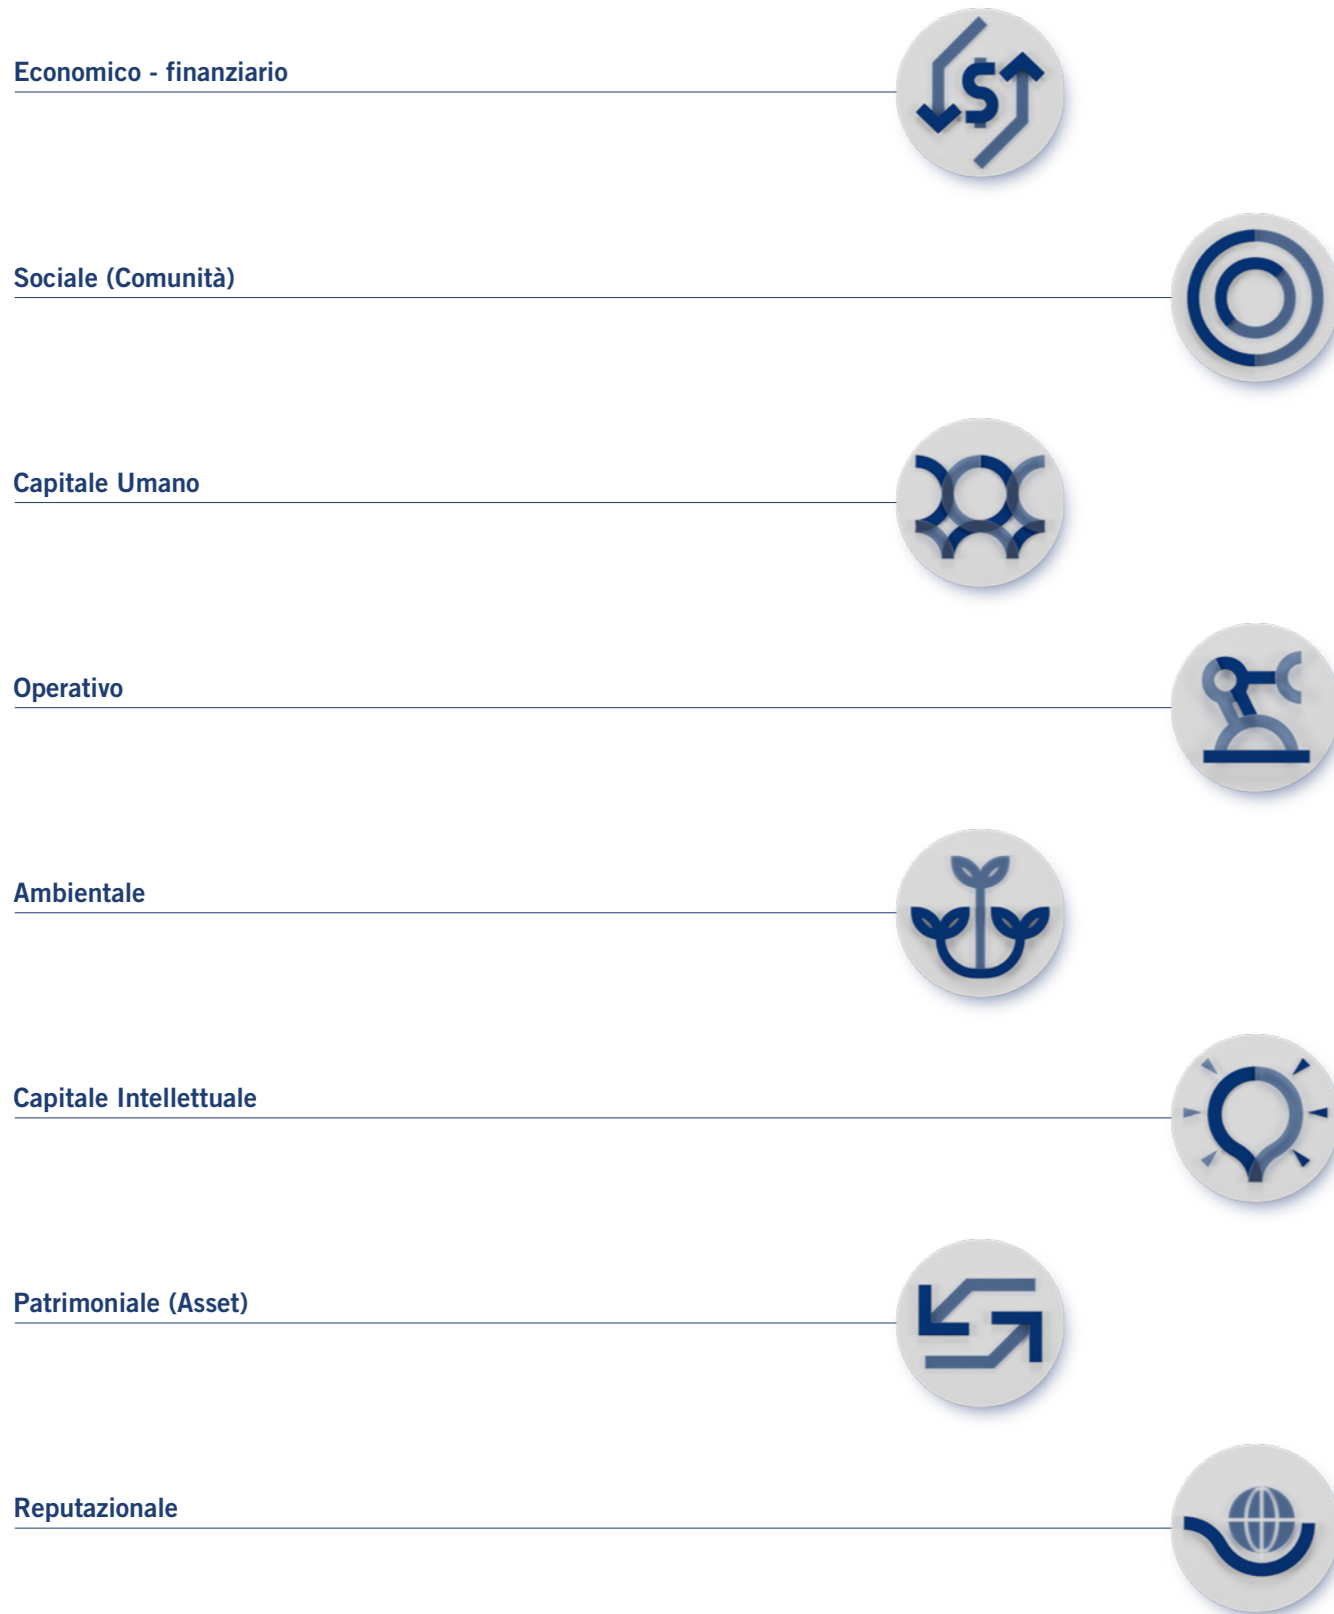 Economico - finanziario
$
Sociale (Comunità)
Capitale Umano
Operativo
Ambientale
Capitale Intellettuale
Patrimoniale (Asset)
Reputazionale